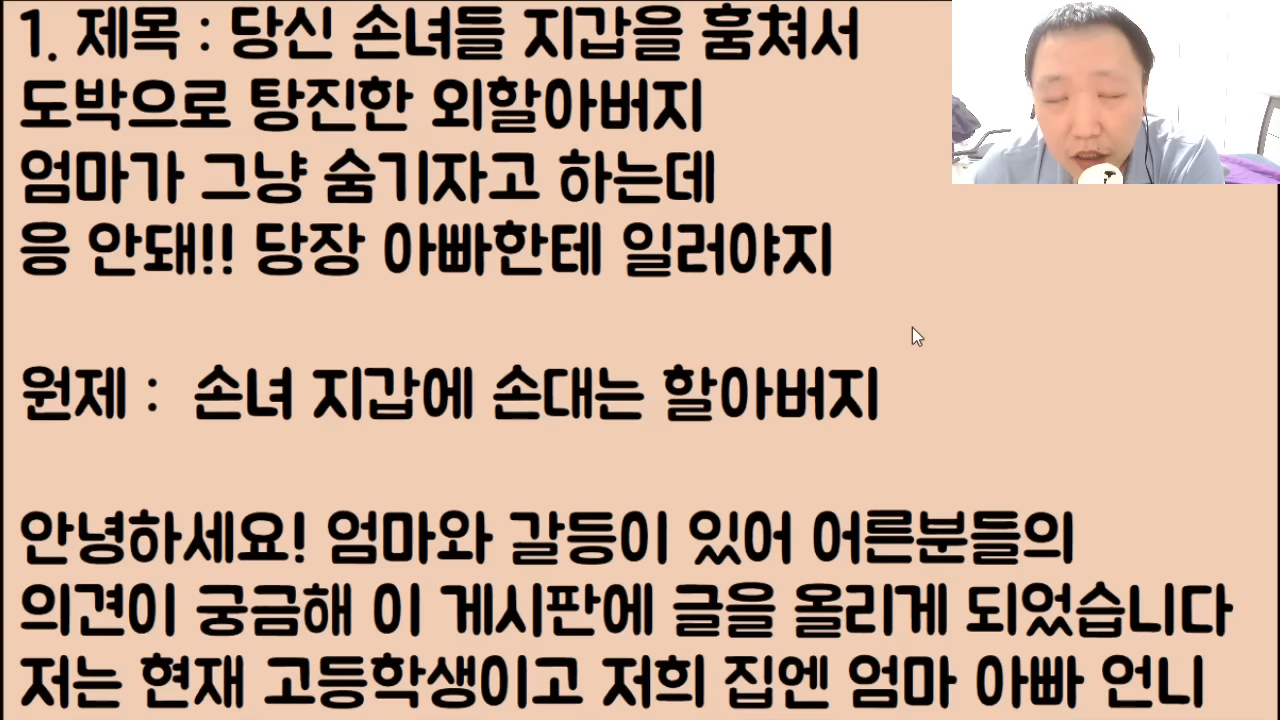 1. 제목 : 당신 손녀들 지갑을 훔쳐서
도박으로 탕진한 외할아버지
엄마가 그냥 숨기자고 하는데
응 안돼!! 당장 아빠한테 일러야지
원제 : 손녀 지갑에 손대는 할아버지
안녕하세요! 엄마와 갈등이 있어 어른분들의
의견이 궁금해 이 게시판에 글을 올리게 되었습니다
저는 현재 고등학생이고 저희 집엔 엄마 아빠 언니